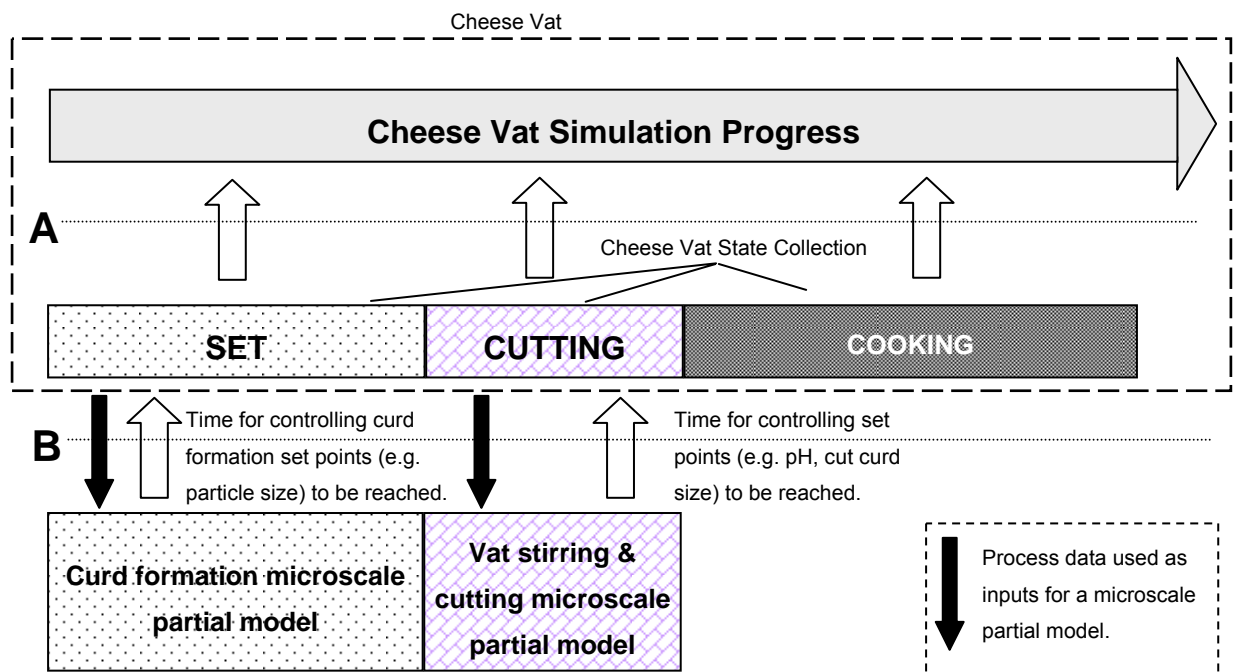 Cheese Vat
Cheese Vat Simulation Progress
A
Cheese Vat State Collection
SET
CUTTING
COOKING
B
Time for controlling curd
formation set points (e.g.
particle size) to be reached.
Time for controlling set
points (e.g. pH, cut curd
size) to be reached.
Curd formation microscale
partial model
Vat stirring &
cutting microscale
partial model
Process data used as
inputs for a microscale
partial model.